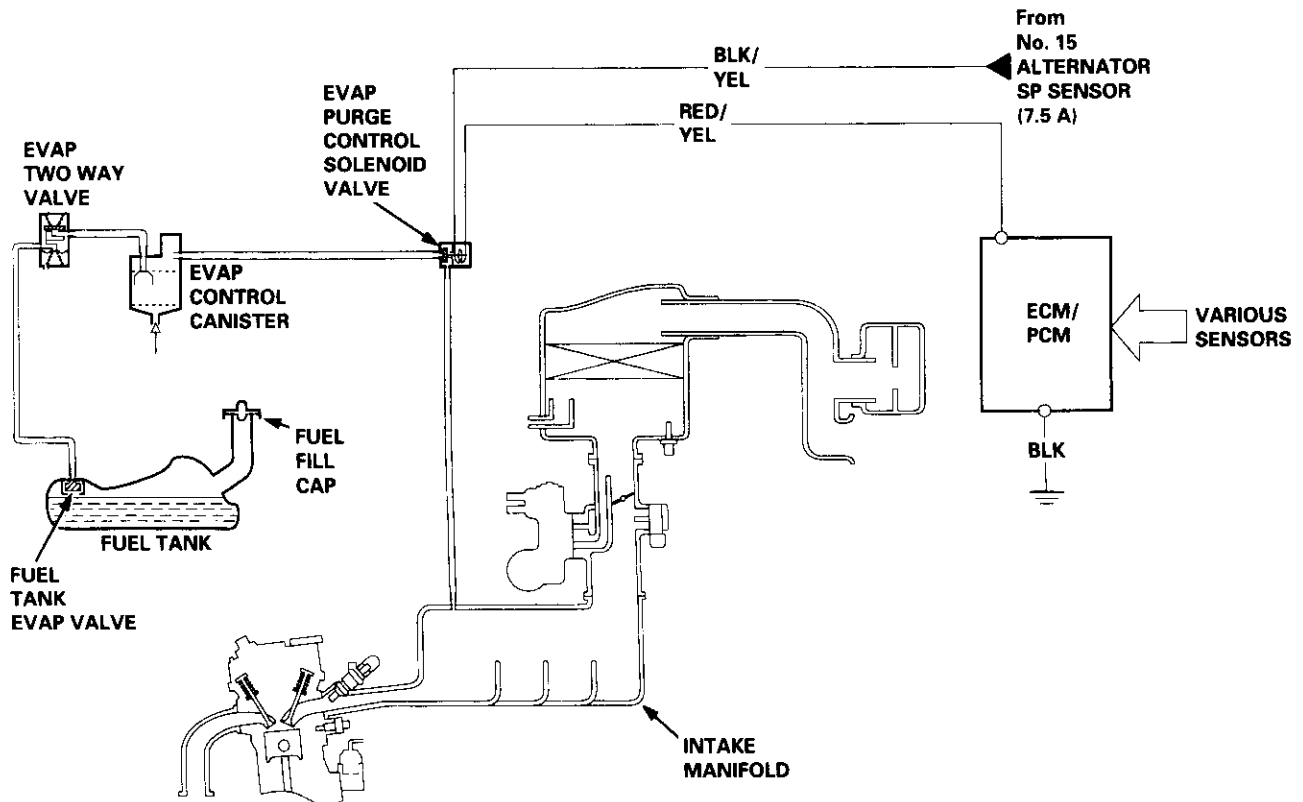 From
No. 15
ALTERNATOR
SP SENSOR
(7.5 A)
BLK/
YEL
RED/
YEL
EVAP
PURGE
CONTROL
SOLENOID
VALVE
EVAP
TWO WAY
VALVE
EVAP
CONTROL
CANISTER
ECM/
PCM
VARIOUS
SENSORS
BLK
FUEL
FILL
CAP
FUEL TANK
FUEL
TANK
EVAP VALVE
INTAKE
MANIFOLD